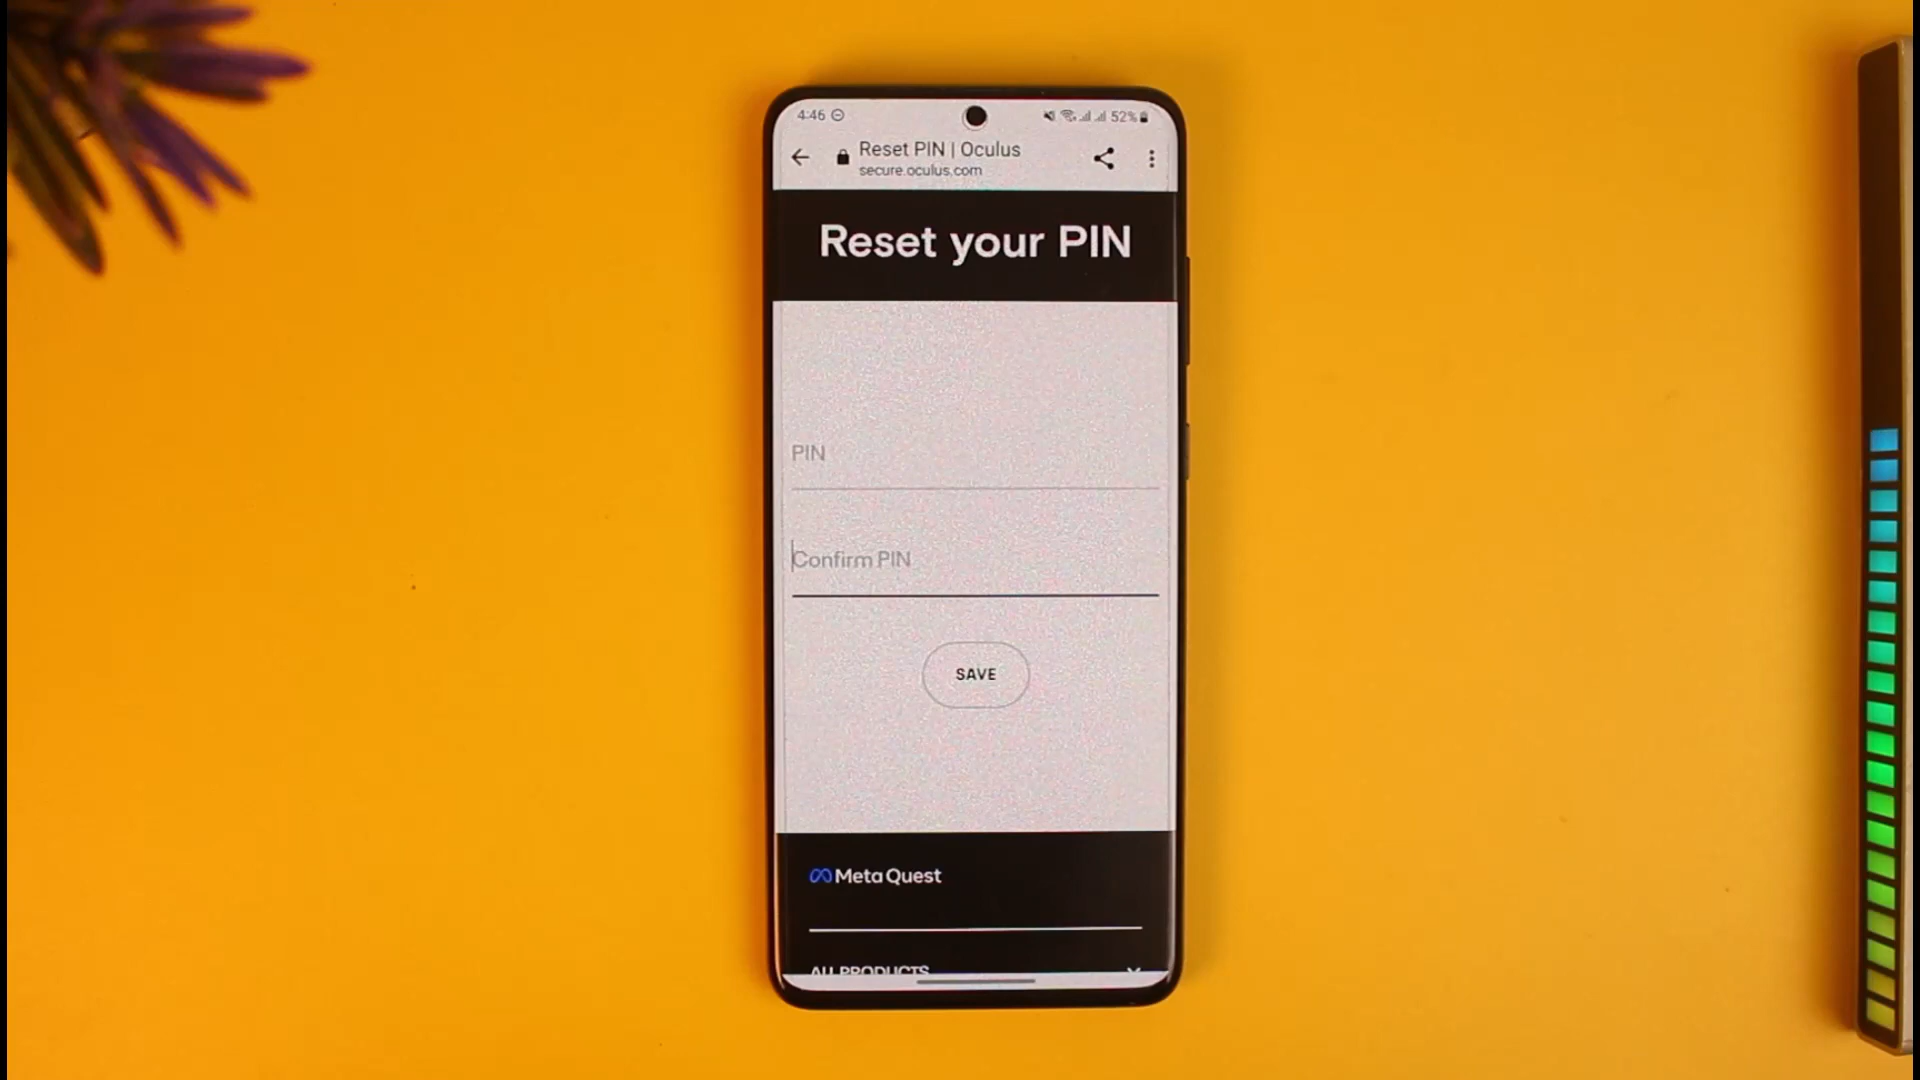 4:46
52%
Reset PIN | Oculus
secure.oculus.com
Reset your PIN
PIN
Confirm PIN
SAVE
Meta Quest
ALL PRODUCTS